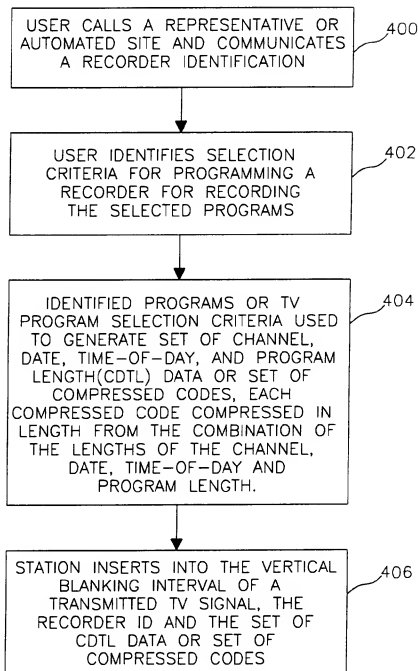 USER CALLS A REPRESENTATIVE OR
AUTOMATED SITE AND COMMUNICATES
A RECORDER IDENTIFICATION
400
USER IDENTIFIES SELECTION
CRITERIA FOR PROGRAMMING A
RECORDER FOR RECORDING
THE SELECTED PROGRAMS
402
IDENTIFIED PROGRAMS OR TV
PROGRAM SELECTION CRITERIA USED
TO GENERATE SET OF CHANNEL,
DATE, TIME-OF-DAY, AND PROGRAM
LENGTH(CDTL) DATA OR SET OF
COMPRESSED CODES, EACH
COMPRESSED CODE COMPRESSED IN
LENGTH FROM THE COMBINATION OF
THE LENGTHS OF THE CHANNEL,
DATE, TIME-OF-DAY AND
PROGRAM LENGTH.
404
STATION INSERTS INTO THE VERTICAL
BLANKING INTERVAL OF A
TRANSMITTED TV SIGNAL, THE
RECORDER ID AND THE SET OF
CDTL DATA OR SET OF
COMPRESSED CODES
406